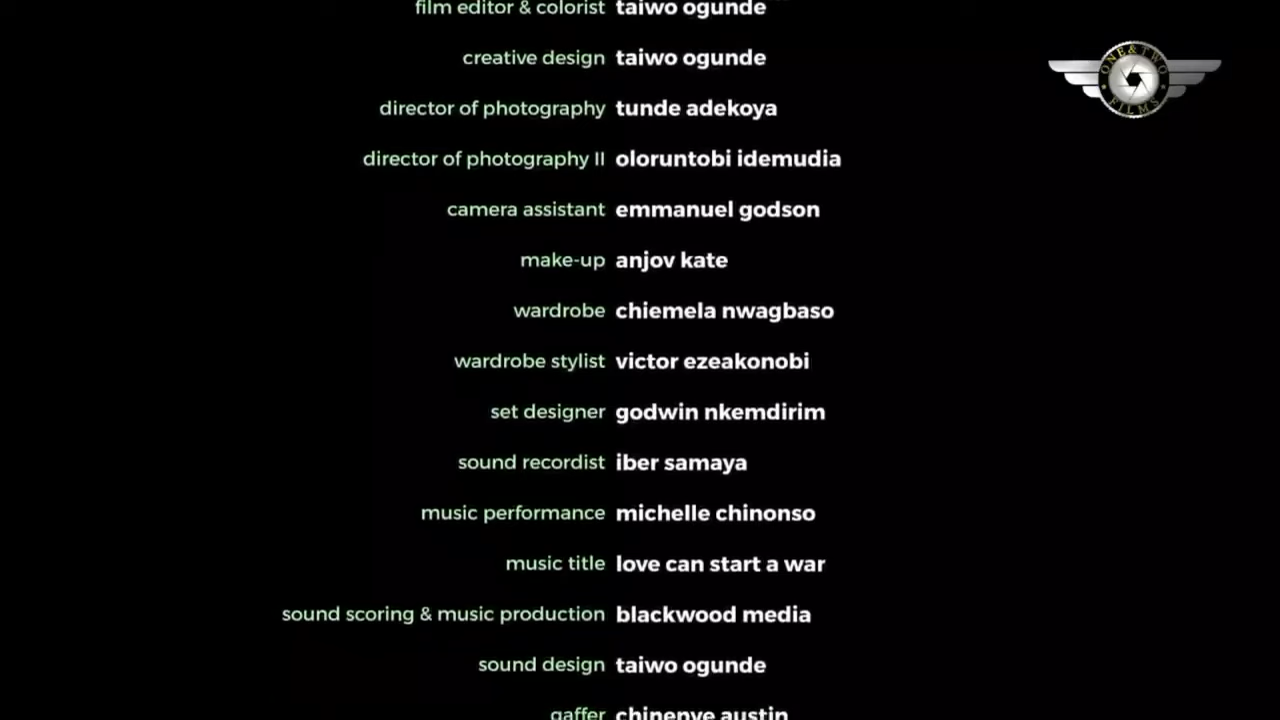 film editor & colorist taiwo ogunde
creative design taiwo ogunde
director of photography tunde adekoya
director of photography II oloruntobi idemudia
camera assistant emmanuel godson
make-up anjov kate
wardrobe chiemela nwagbaso
wardrobe stylist victor ezeakonobi
set designer godwin nkemdirim
sound recordist iber samaya
music performance michelle chinonso
music title love can start a war
sound scoring & music production blackwood media
sound design taiwo ogunde
gaffer chinenye austin
ONE & TWO
FILMS